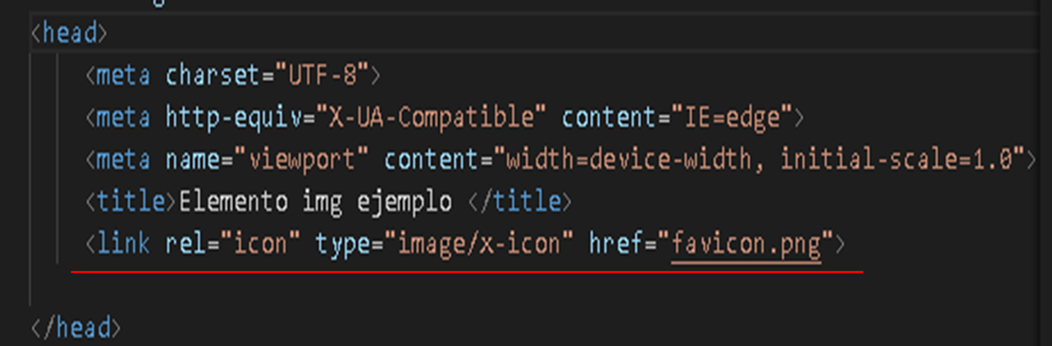 <head>
<meta charset="UTF-8">
<meta http-equiv="X-UA-Compatible" content="IE=edge">
<meta name="viewport" content="width=device-width, initial-scale=1.0">
<title>Elemento img ejemplo </title>
<link rel="icon" type="image/x-icon" href="favicon.png">
</head>